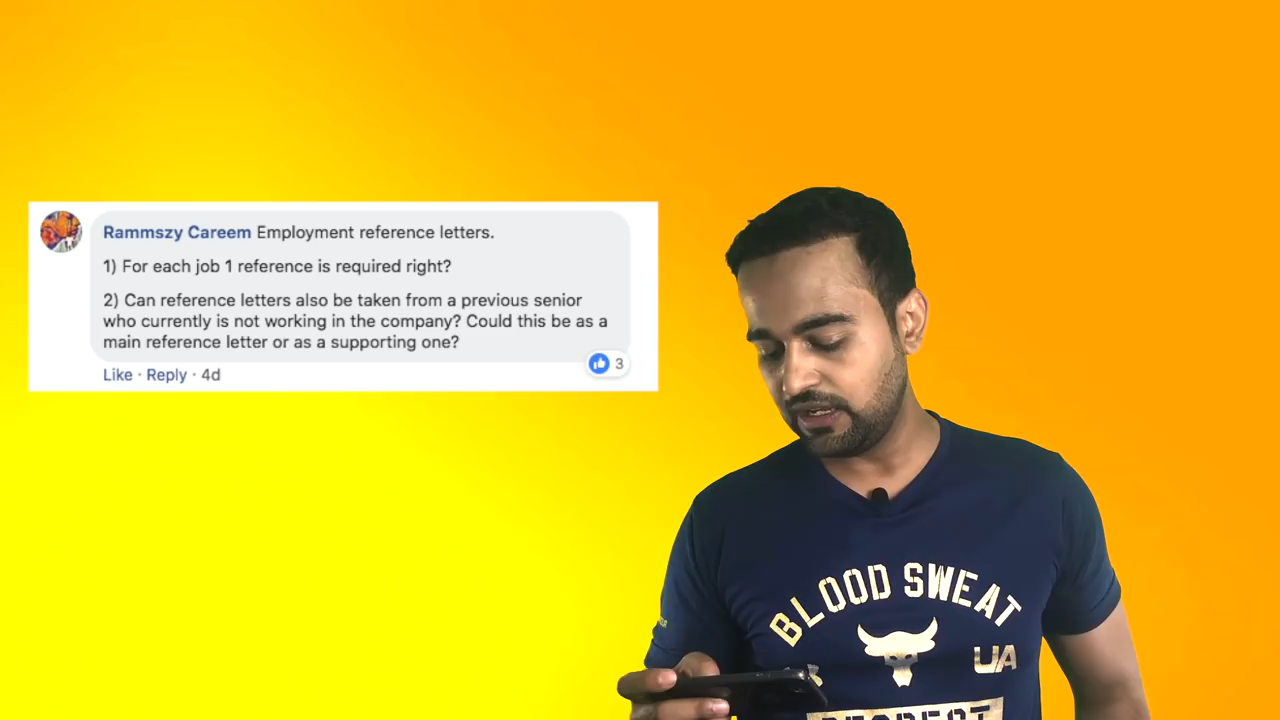 Rammszy Careem Employment reference letters.
1) For each job 1 reference is required right?
2) Can reference letters also be taken from a previous senior
who currently is not working in the company? Could this be as a
main reference letter or as a supporting one?
3
Like · Reply · 4d
BLOOD SWEAT
UA
RESPECT